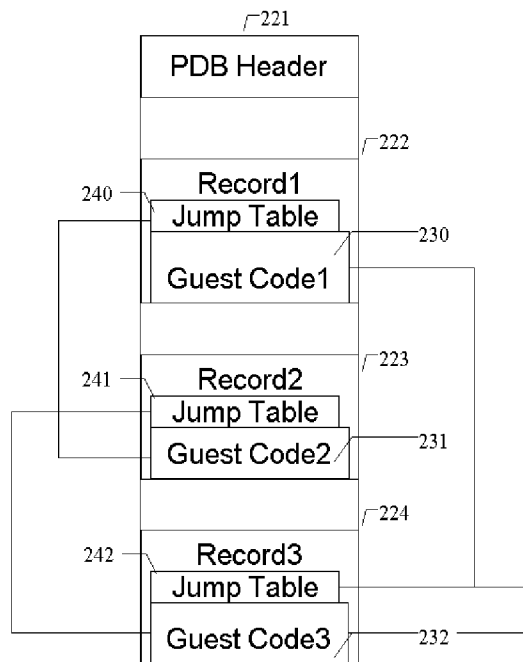 221
PDB Header
222
Record1
240
Jump Table
230
Guest Code1
223
241
Record2
Jump Table
231
Guest Code2
224
242
Record3
Jump Table
Guest Code3
232